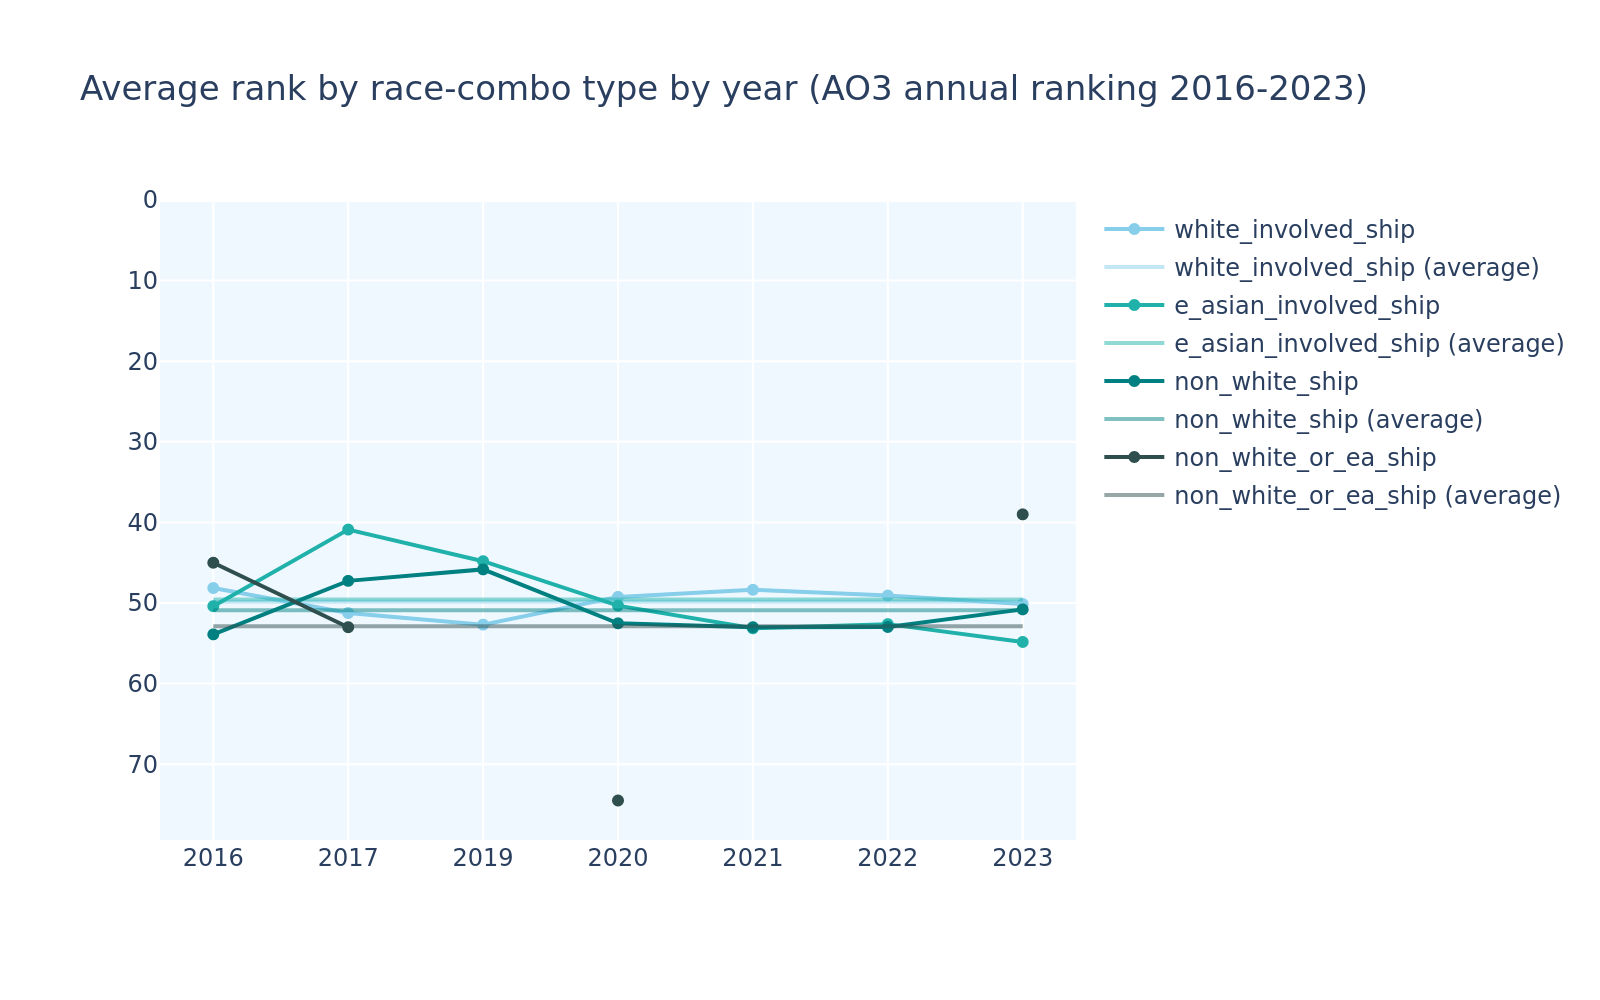 Average rank by race-combo type by year (AO3 annual ranking 2016-2023)
0
10
20
30
40
50
60
70
2016 2017 2019 2020 2021 2022 2023
white_involved_ship
white_involved_ship (average)
e_asian_involved_ship
e_asian_involved_ship (average)
non_white_ship
non_white_ship (average)
non_white_or_ea_ship
non_white_or_ea_ship (average)